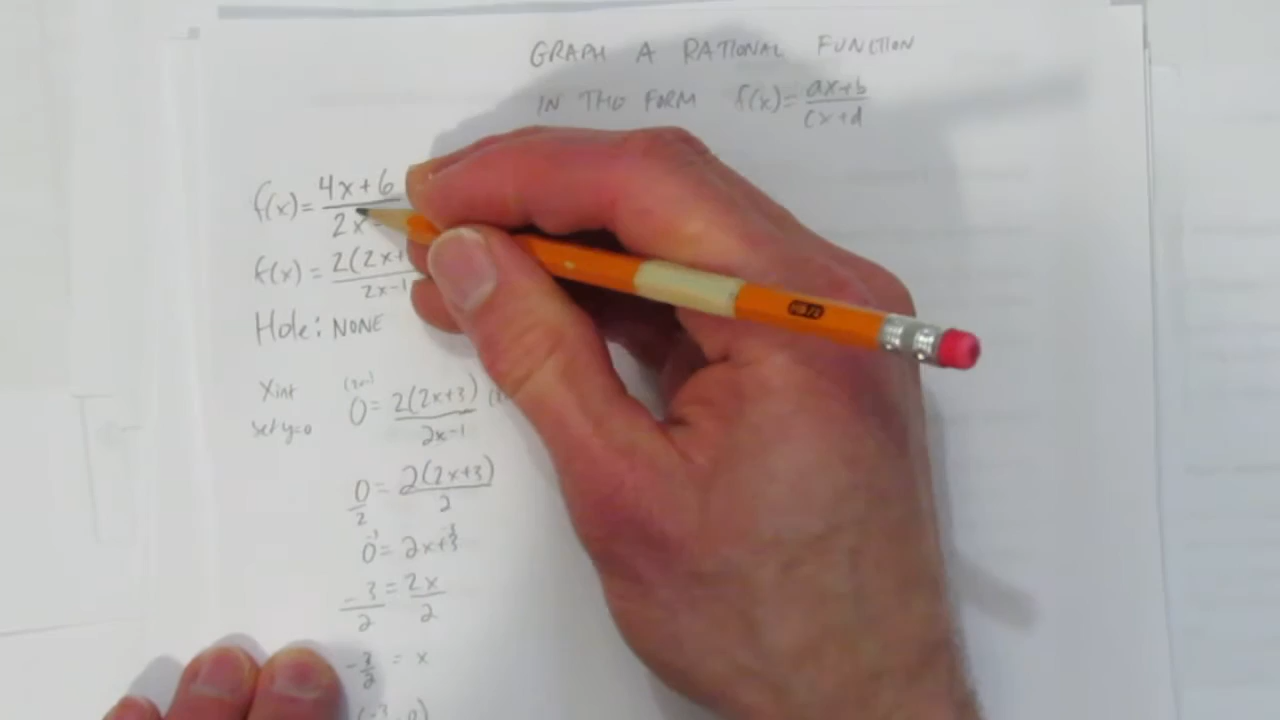 GRAPH A RATIONAL FUNCTION
IN THE FORM f(x)= ax+b / cx+d
f(x)= 4x+6 / 2x-
f(x) = 2(2x+ / 2x-1
Hole: NONE
Xint
set y=0
0 = 2(2x+3) / 2x-1
0/2 = 2(2x+3) / 2
0 = 2x+3
-3/2 = 2x/2
-3/2 = x